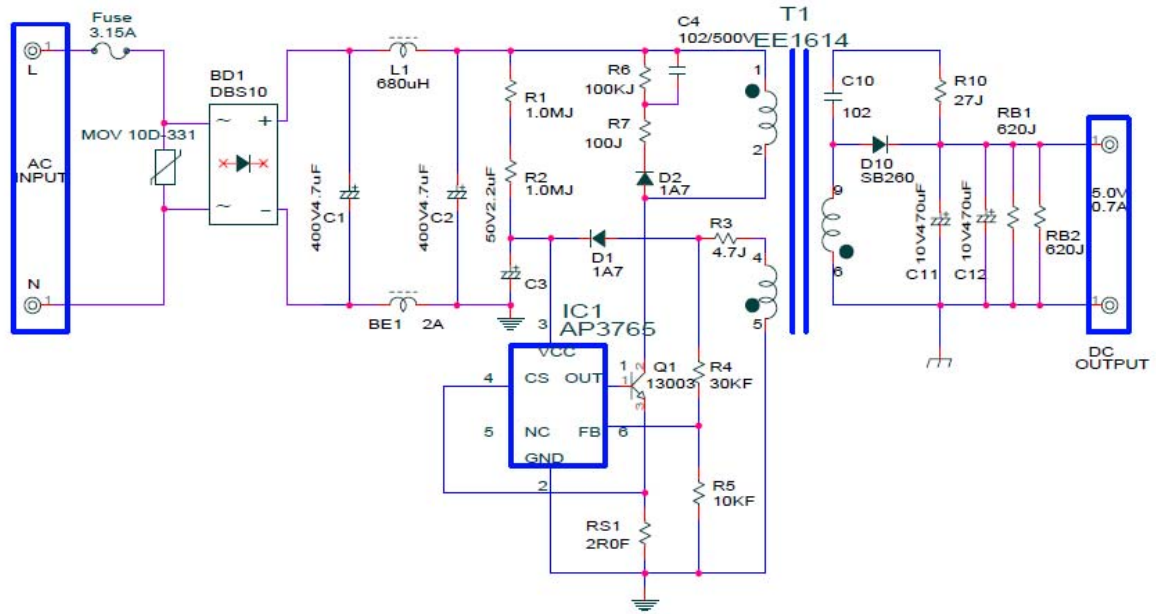 Fuse
3.15A
L
1
AC
INPUT
N
1
MOV 10D-331
BD1
DBS10
~
+
~
-
400V4.7uF
C1
L1
680uH
400V4.7uF
C2
BE1 2A
R1
1.0MJ
R2
1.0MJ
50V2.2uF
C3
C4
102/500V
R6
100KJ
R7
100J
D2
1A7
D1
1A7
R3
4.7J
T1
EE1614
1
2
4
5
9
6
IC1
AP3765
3
VCC
4
CS
OUT
1
5
NC
FB
6
GND
2
Q1
13003
1
2
3
R4
30KF
R5
10KF
RS1
2R0F
C10
102
R10
27J
D10
SB260
RB1
620J
10V470uF
C11
10V470uF
C12
RB2
620J
1
5.0V
0.7A
1
DC
OUTPUT